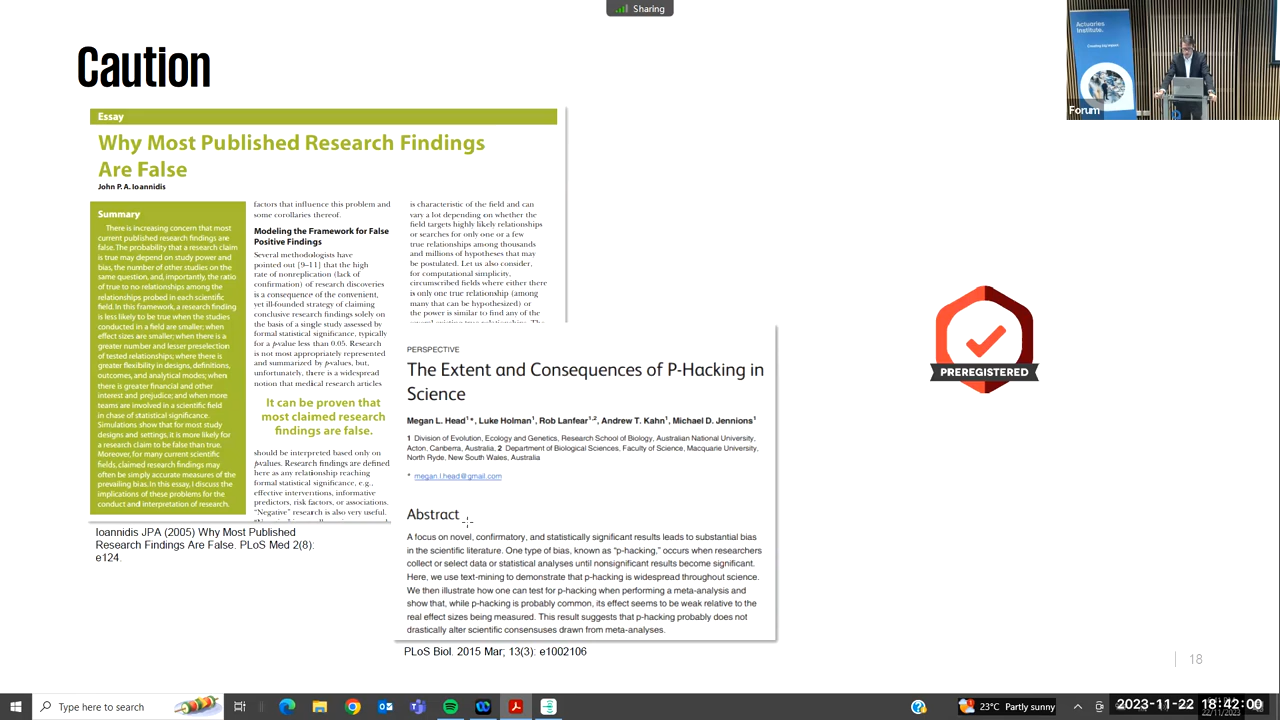 Sharing
Caution
Actuaries
Institute.
Forum
Essay
Why Most Published Research Findings
Are False
John P. A. Ioannidis
Summary
There is increasing concern that most
current published research findings are
false. The probability that a research claim
is true may depend on study power and
bias, the number of other studies on the
same question, and, importantly, the ratio
of true to no relationships among the
relationships probed in each scientific
field. In this framework, a research finding
is less likely to be true when the studies
conducted in a field are smaller; when
effect sizes are smaller; when there is a
greater number and lesser preselection
of tested relationships; where there is
greater flexibility in designs, definitions,
outcomes, and analytical modes; when
there is greater financial and other
interest and prejudice; and when more
teams are involved in a scientific field
in chase of statistical significance.
Simulations show that for most study
designs and settings, it is more likely for
a research claim to be false than true.
Moreover, for many current scientific
fields, claimed research findings may
often be simply accurate measures of the
prevailing bias. In this essay, I discuss the
implications of these problems for the
conduct and interpretation of research.
factors that influence this problem and
some corollaries thereof.
Modeling the Framework for False
Positive Findings
Several methodologists have
pointed out [9–11] that the high
rate of nonreplication (lack of
confirmation) of research discoveries
is a consequence of the convenient,
yet ill-founded strategy of claiming
conclusive research findings solely on
the basis of a single study assessed by
formal statistical significance, typically
for a p-value less than 0.05. Research
is not most appropriately represented
and summarized by p-values, but,
unfortunately, there is a widespread
notion that medical research articles
It can be proven that
most claimed research
findings are false.
should be interpreted based only on
p-values. Research findings are defined
here as any relationship reaching
formal statistical significance, e.g.,
effective interventions, informative
predictors, risk factors, or associations.
"Negative" research is also very useful.
is characteristic of the field and can
vary a lot depending on whether the
field targets highly likely relationships
or searches for only one or a few
true relationships among thousands
and millions of hypotheses that may
be postulated. Let us also consider,
for computational simplicity,
circumscribed fields where either there
is only one true relationship (among
many that can be hypothesized) or
the power is similar to find any of the
Ioannidis JPA (2005) Why Most Published
Research Findings Are False. PLoS Med 2(8):
e124.
PERSPECTIVE
The Extent and Consequences of P-Hacking in
Science
Megan L. Head1*, Luke Holman1, Rob Lanfear1,2, Andrew T. Kahn1, Michael D. Jennions1
1 Division of Evolution, Ecology and Genetics, Research School of Biology, Australian National University,
Acton, Canberra, Australia, 2 Department of Biological Sciences, Faculty of Science, Macquarie University,
North Ryde, New South Wales, Australia
* megan.l.head@gmail.com
Abstract
A focus on novel, confirmatory, and statistically significant results leads to substantial bias
in the scientific literature. One type of bias, known as "p-hacking," occurs when researchers
collect or select data or statistical analyses until nonsignificant results become significant.
Here, we use text-mining to demonstrate that p-hacking is widespread throughout science.
We then illustrate how one can test for p-hacking when performing a meta-analysis and
show that, while p-hacking is probably common, its effect seems to be weak relative to the
real effect sizes being measured. This result suggests that p-hacking probably does not
drastically alter scientific consensuses drawn from meta-analyses.
PLoS Biol. 2015 Mar; 13(3): e1002106
PREREGISTERED
18
Type here to search
23°C Partly sunny
2023-11-22 18:42:00